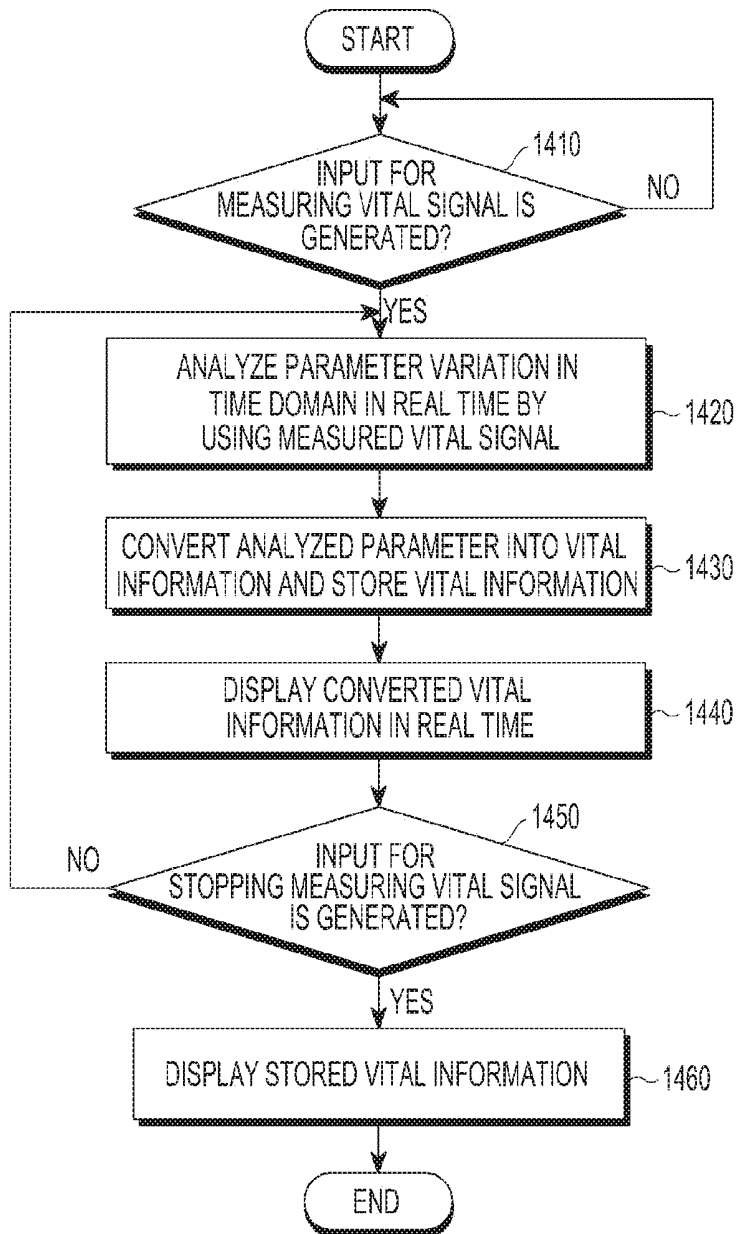 START
1410
INPUT FOR
MEASURING VITAL SIGNAL IS
GENERATED?
NO
YES
ANALYZE PARAMETER VARIATION IN
TIME DOMAIN IN REAL TIME BY
USING MEASURED VITAL SIGNAL
1420
CONVERT ANALYZED PARAMETER INTO VITAL
INFORMATION AND STORE VITAL INFORMATION
1430
DISPLAY CONVERTED VITAL
INFORMATION IN REAL TIME
1440
1450
NO
INPUT FOR
STOPPING MEASURING VITAL SIGNAL
IS GENERATED?
YES
DISPLAY STORED VITAL INFORMATION
1460
END